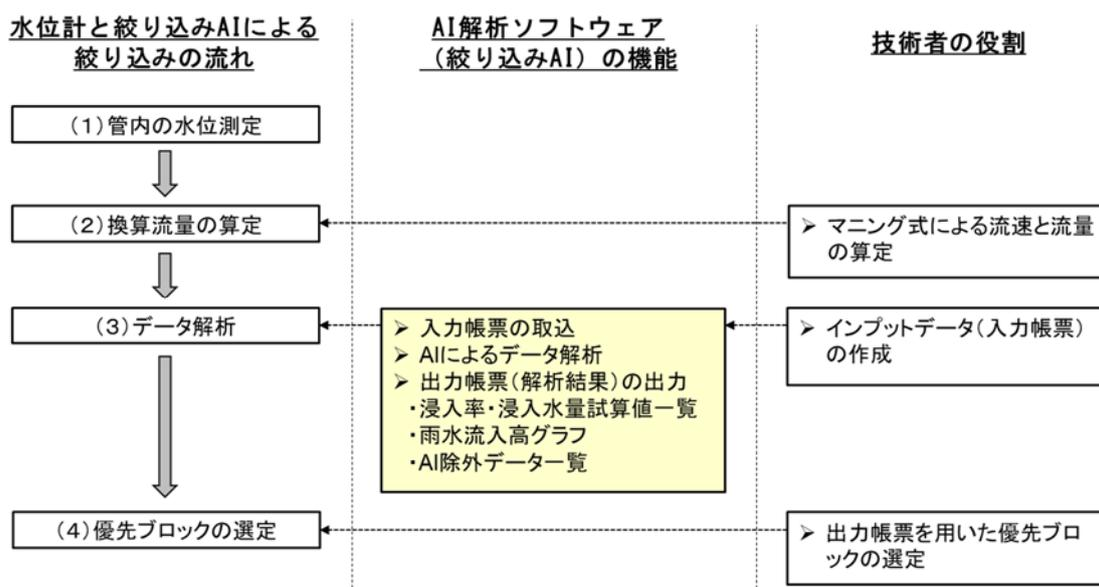 水位計と絞り込みAIによる
絞り込みの流れ
AI解析ソフトウェア
（絞り込みAI）の機能
技術者の役割
（１）管内の水位測定
（２）換算流量の算定
➢ マニング式による流速と流量
の算定
（３）データ解析
➢ 入力帳票の取込
➢ AIによるデータ解析
➢ 出力帳票（解析結果）の出力
・浸入率・浸入水量試算値一覧
・雨水流入高グラフ
・AI除外データ一覧
➢ インプットデータ（入力帳票）
の作成
（４）優先ブロックの選定
➢ 出力帳票を用いた優先ブロ
ックの選定